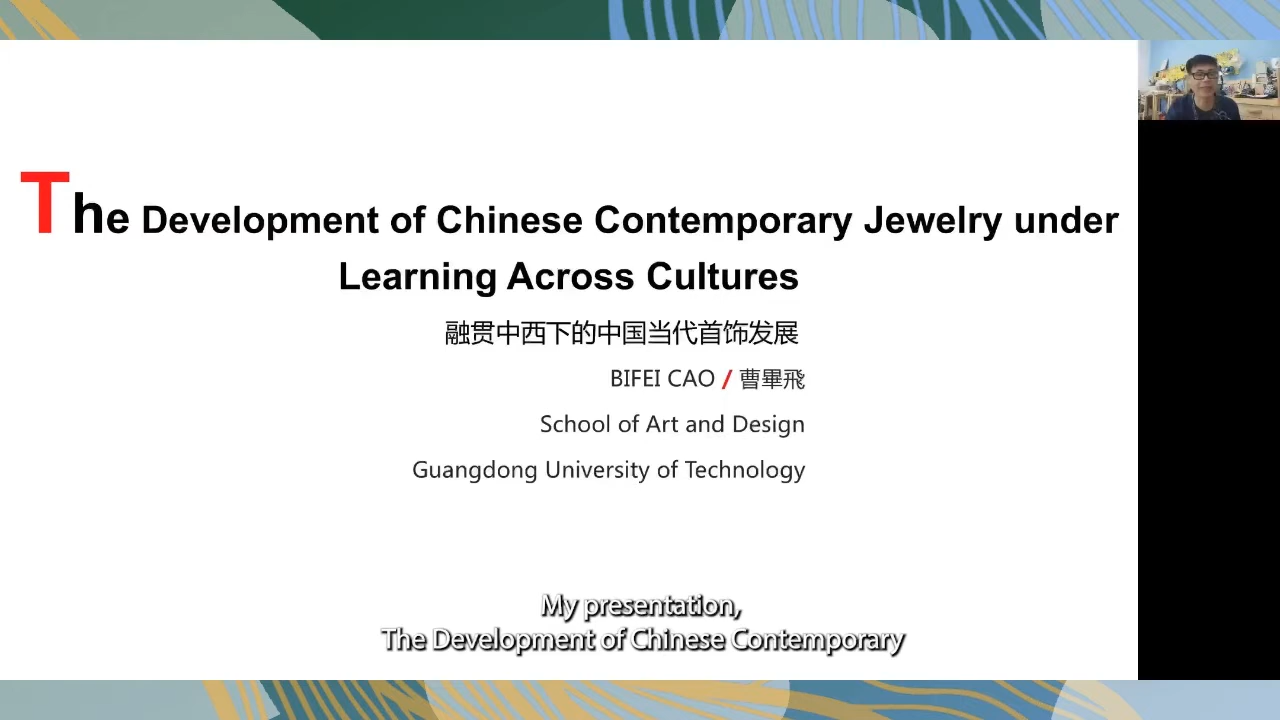 The Development of Chinese Contemporary Jewelry under
Learning Across Cultures
融贯中西下的中国当代首饰发展
BIFEI CAO / 曹畢飛
School of Art and Design
Guangdong University of Technology
My presentation,
The Development of Chinese Contemporary